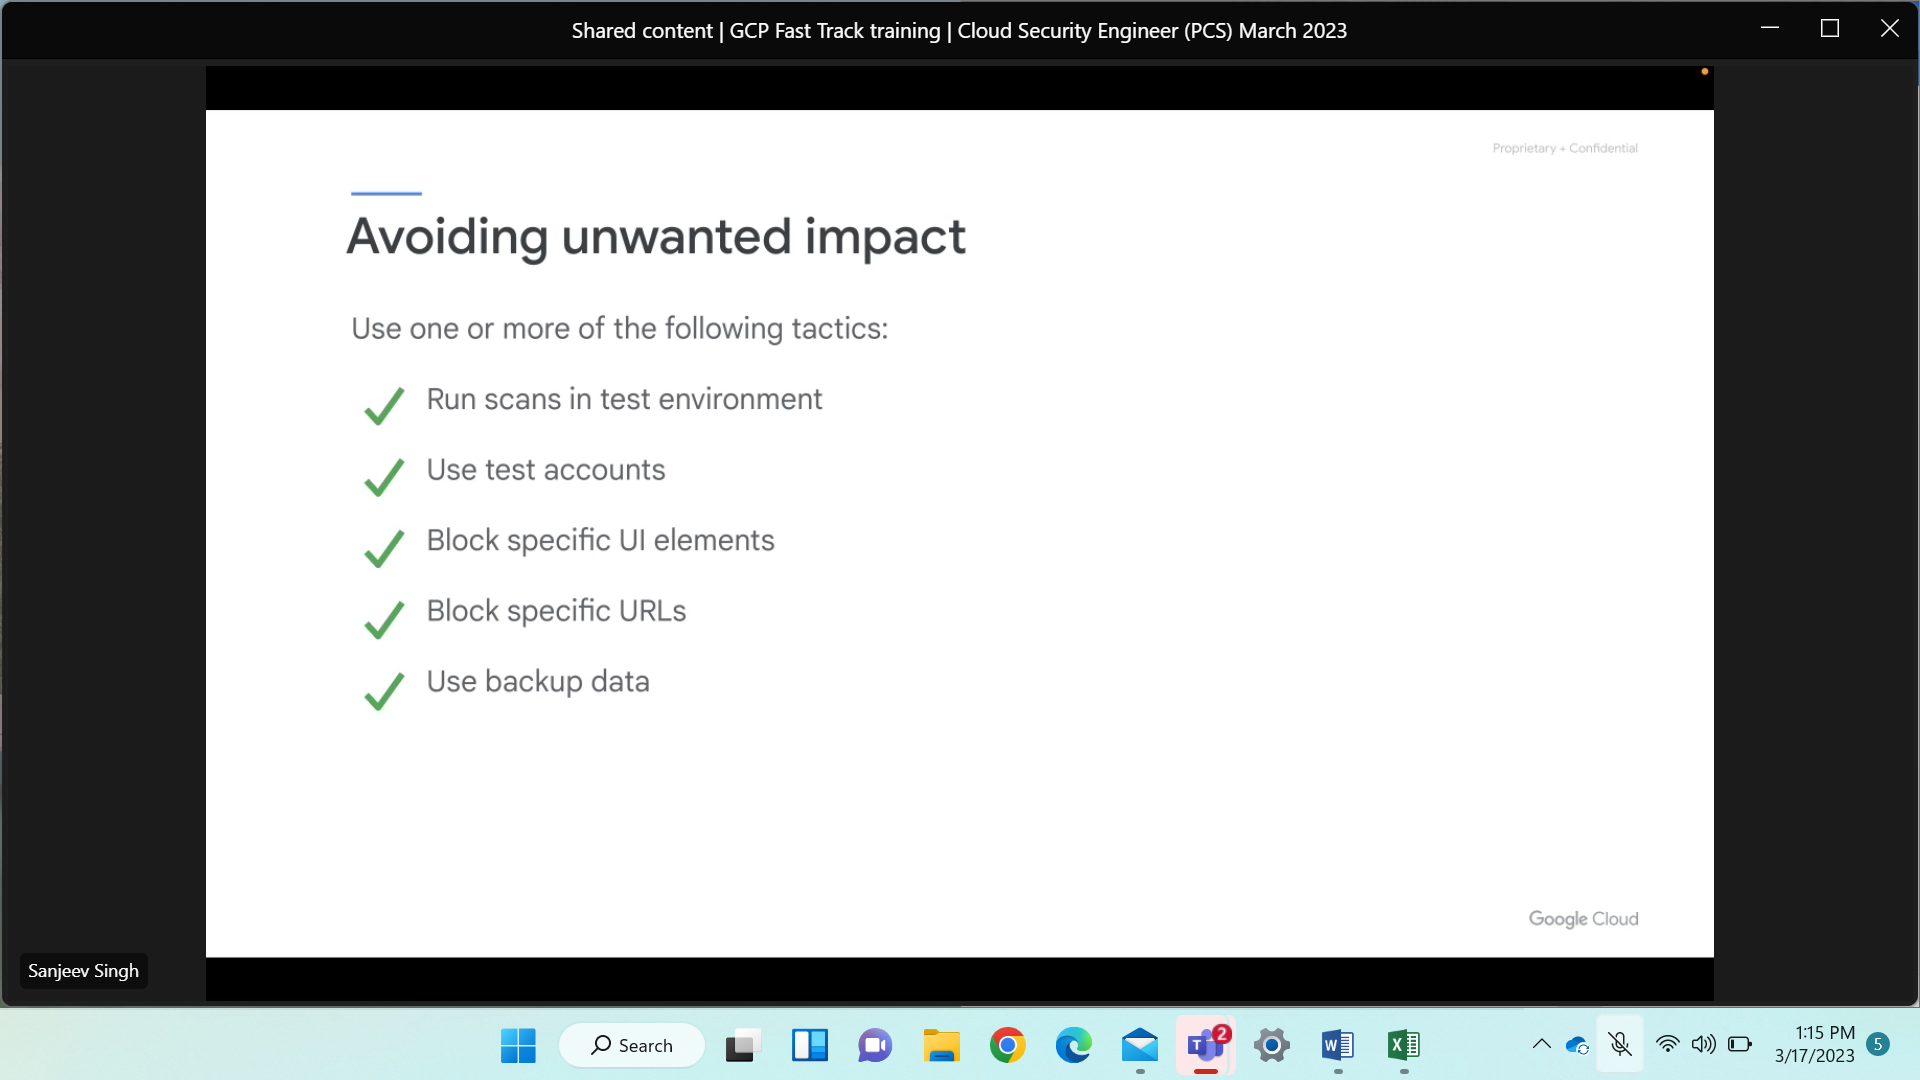 Shared content | GCP Fast Track training | Cloud Security Engineer (PCS) March 2023
Proprietary + Confidential
Avoiding unwanted impact
Use one or more of the following tactics:
Run scans in test environment
Use test accounts
Block specific UI elements
Block specific URLs
Use backup data
Google Cloud
Sanjeev Singh
Search
T
2
W
X
1:15 PM
3/17/2023
5